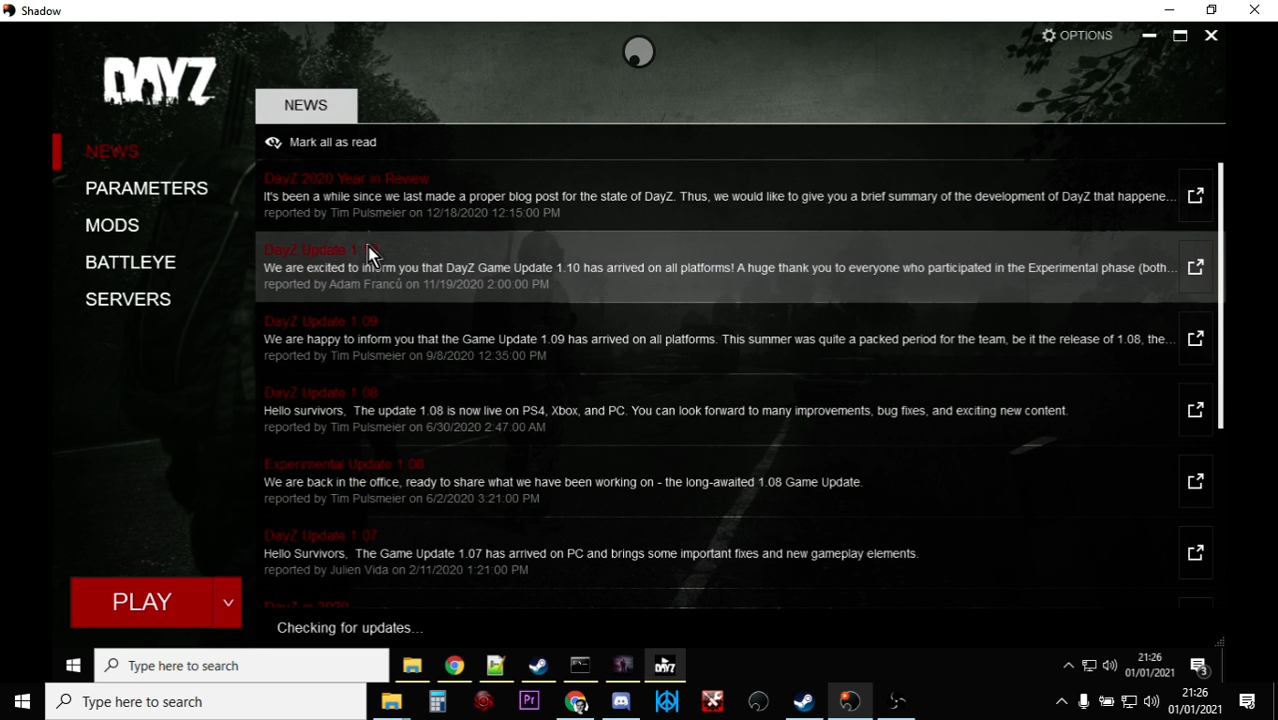 Shadow
OPTIONS
DAYZ
NEWS
Mark all as read
NEWS
PARAMETERS
MODS
BATTLEYE
SERVERS
DayZ 2020 Year in Review
It's been a while since we last made a proper blog post for the state of DayZ. Thus, we would like to give you a brief summary of the development of DayZ that happene...
reported by Tim Pulsmeier on 12/18/2020 12:15:00 PM
DayZ Update 1
We are excited to inform you that DayZ Game Update 1.10 has arrived on all platforms! A huge thank you to everyone who participated in the Experimental phase (both...
reported by Adam Franců on 11/19/2020 2:00:00 PM
DayZ Update 1.09
We are happy to inform you that the Game Update 1.09 has arrived on all platforms. This summer was quite a packed period for the team, be it the release of 1.08, the...
reported by Tim Pulsmeier on 9/8/2020 12:35:00 PM
DayZ Update 1.08
Hello survivors, The update 1.08 is now live on PS4, Xbox, and PC. You can look forward to many improvements, bug fixes, and exciting new content.
reported by Tim Pulsmeier on 6/30/2020 2:47:00 AM
Experimental Update 1.08
We are back in the office, ready to share what we have been working on - the long-awaited 1.08 Game Update.
reported by Tim Pulsmeier on 6/2/2020 3:21:00 PM
DayZ Update 1.07
Hello Survivors, The Game Update 1.07 has arrived on PC and brings some important fixes and new gameplay elements.
reported by Julien Vida on 2/11/2020 1:21:00 PM
DayZ in 2020
PLAY
Checking for updates...
Type here to search
DAYZ
21:26
01/01/2021
3
Type here to search
Pr
21:26
01/01/2021